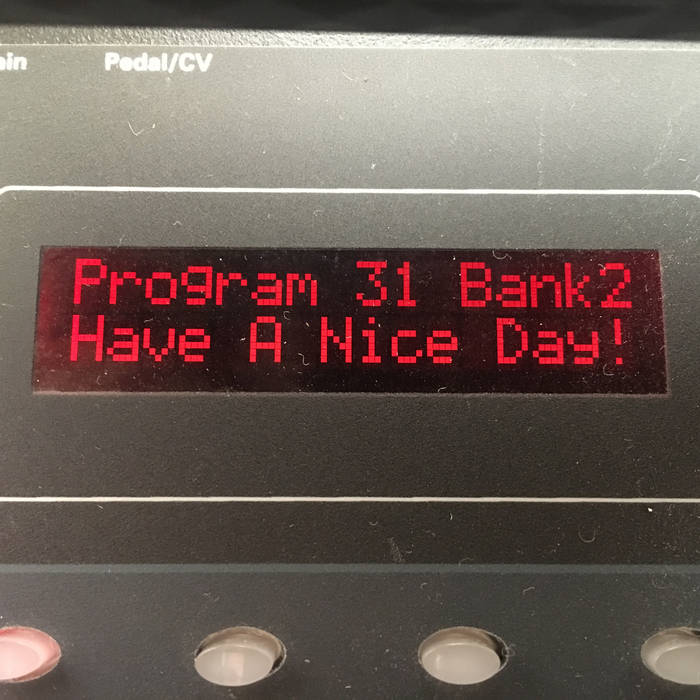 Pedal/CV
Program 31 Bank2
Have A Nice Day!